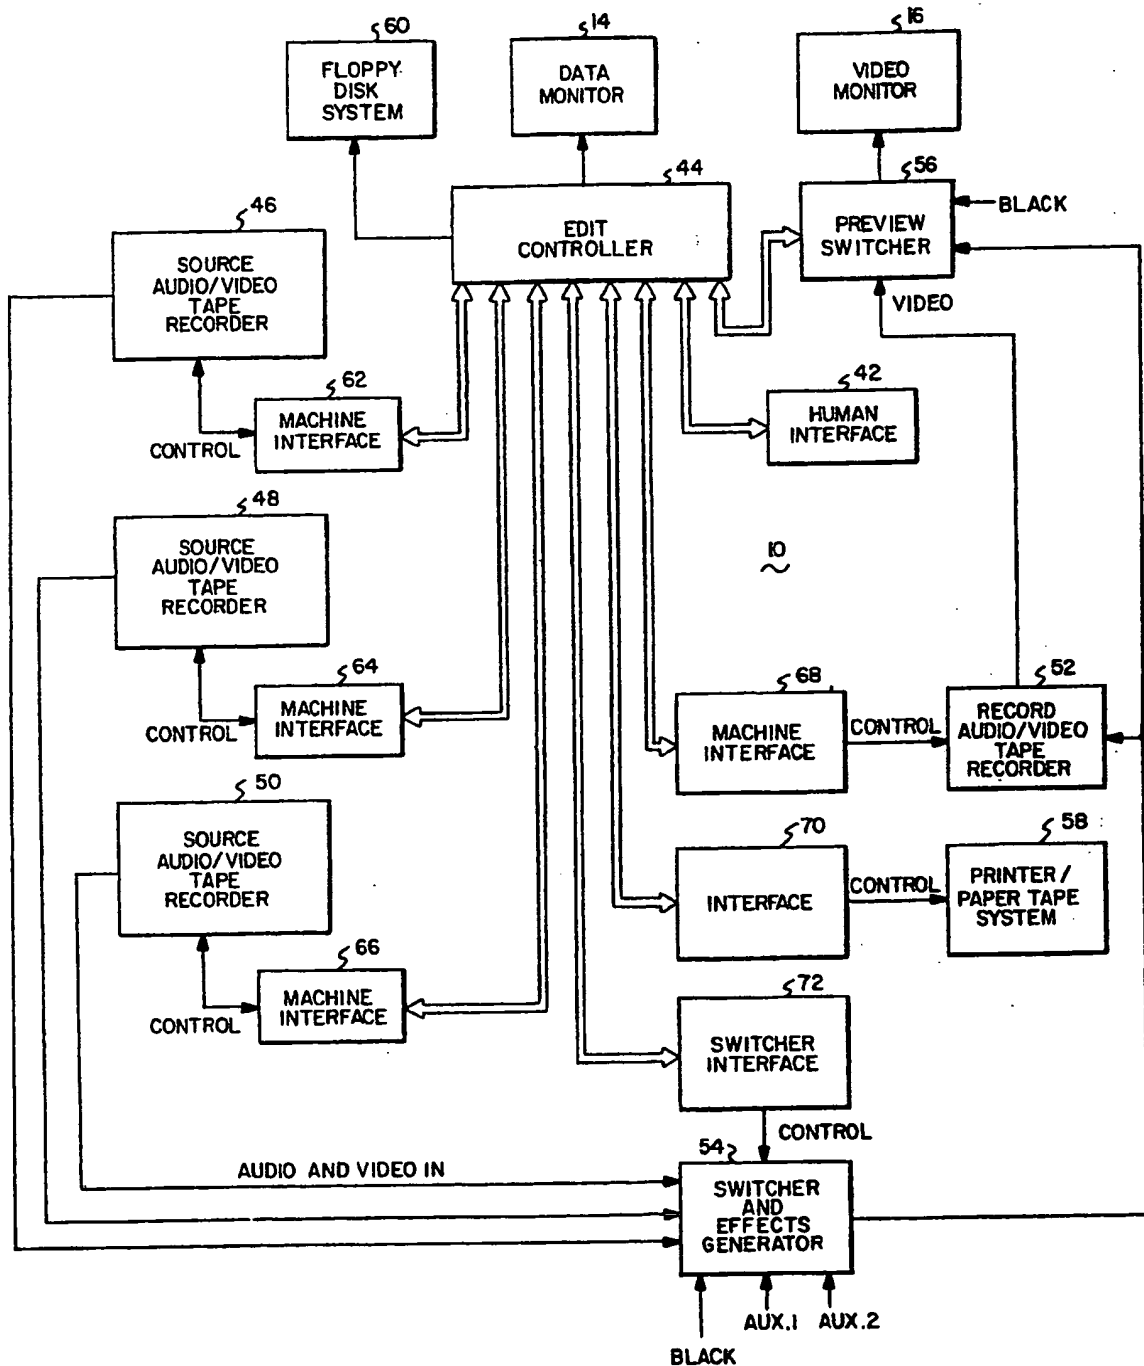 60
FLOPPY
DISK
SYSTEM
14
DATA
MONITOR
16
VIDEO
MONITOR
44
EDIT
CONTROLLER
56
PREVIEW
SWITCHER
BLACK
VIDEO
46
SOURCE
AUDIO/VIDEO
TAPE
RECORDER
62
MACHINE
INTERFACE
CONTROL
42
HUMAN
INTERFACE
48
SOURCE
AUDIO/VIDEO
TAPE
RECORDER
10
64
MACHINE
INTERFACE
CONTROL
68
MACHINE
INTERFACE
CONTROL
52
RECORD
AUDIO/VIDEO
TAPE
RECORDER
50
SOURCE
AUDIO/VIDEO
TAPE
RECORDER
70
INTERFACE
CONTROL
58
PRINTER/
PAPER TAPE
SYSTEM
66
MACHINE
INTERFACE
CONTROL
72
SWITCHER
INTERFACE
CONTROL
54
SWITCHER
AND
EFFECTS
GENERATOR
AUDIO AND VIDEO IN
BLACK
AUX.1
AUX.2